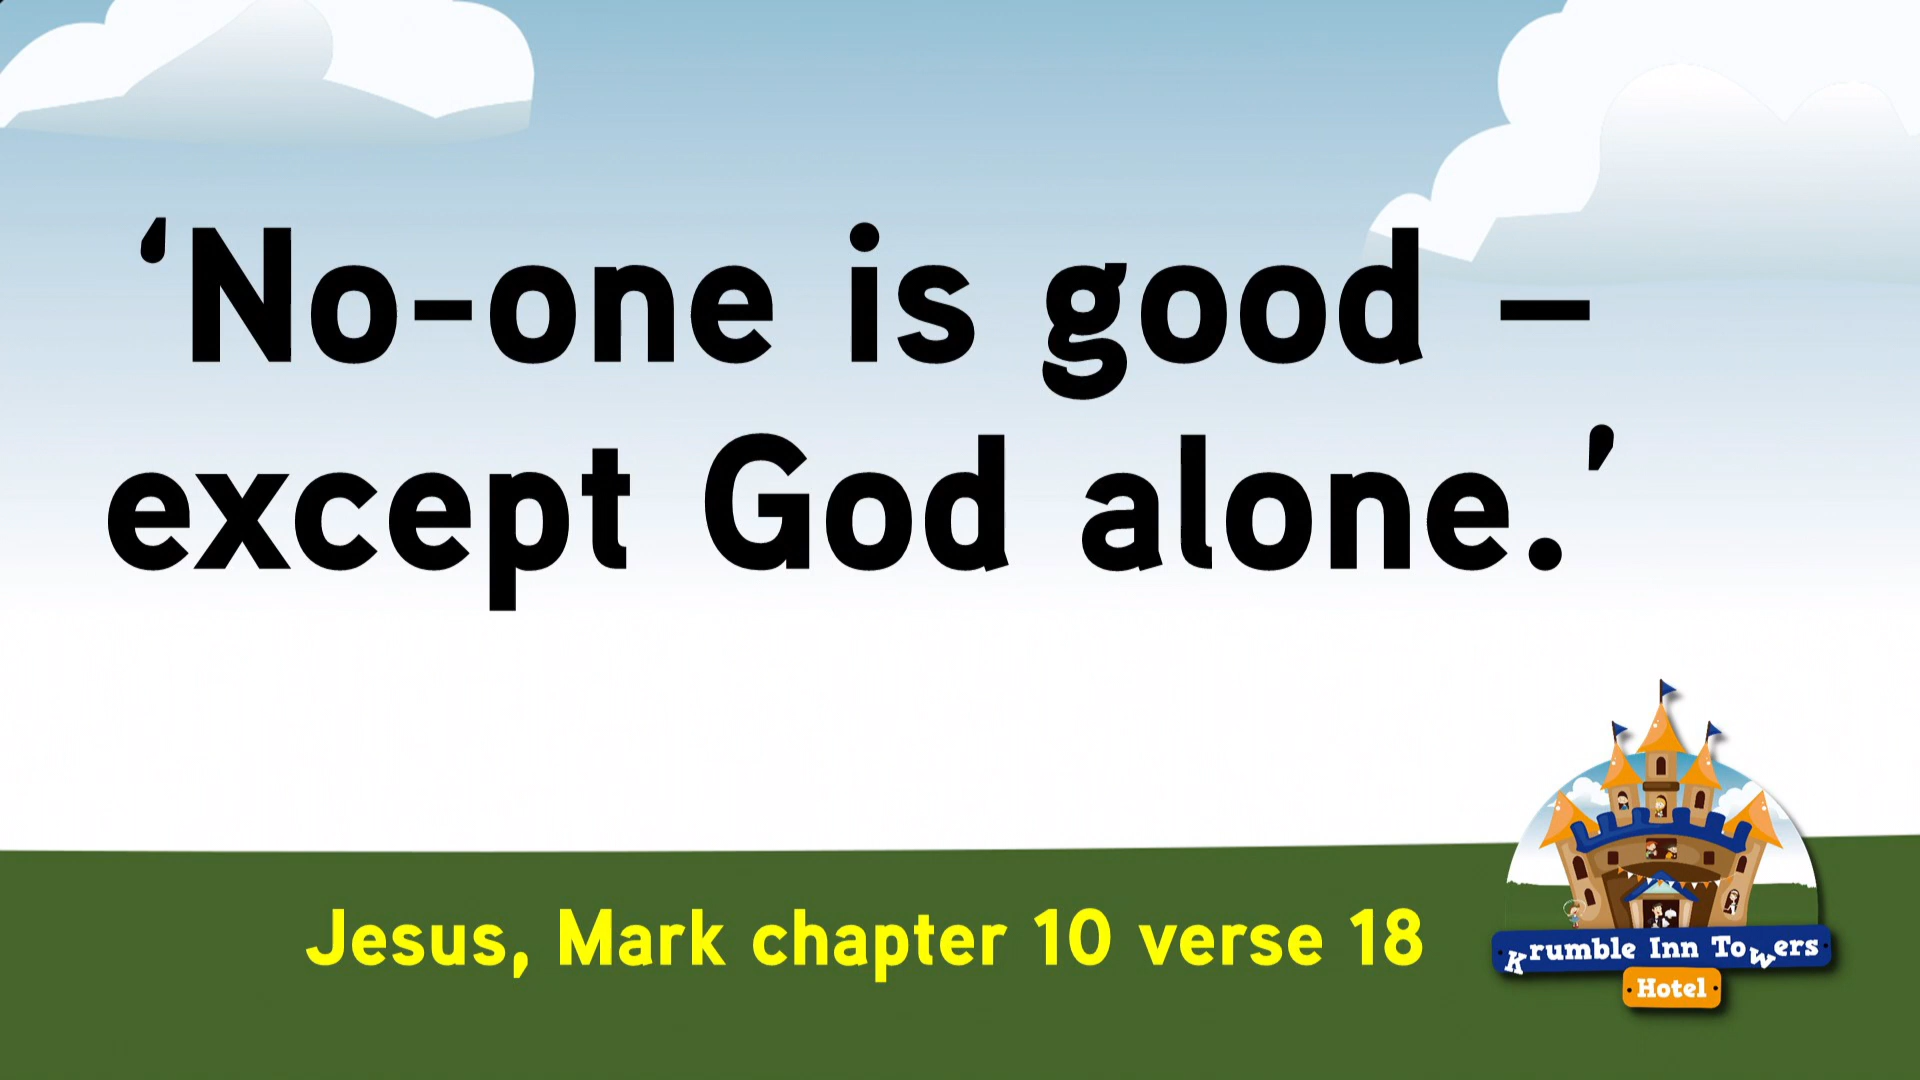 ‘No-one is good –
except God alone.’
Jesus, Mark chapter 10 verse 18
Krumble Inn Towers
Hotel